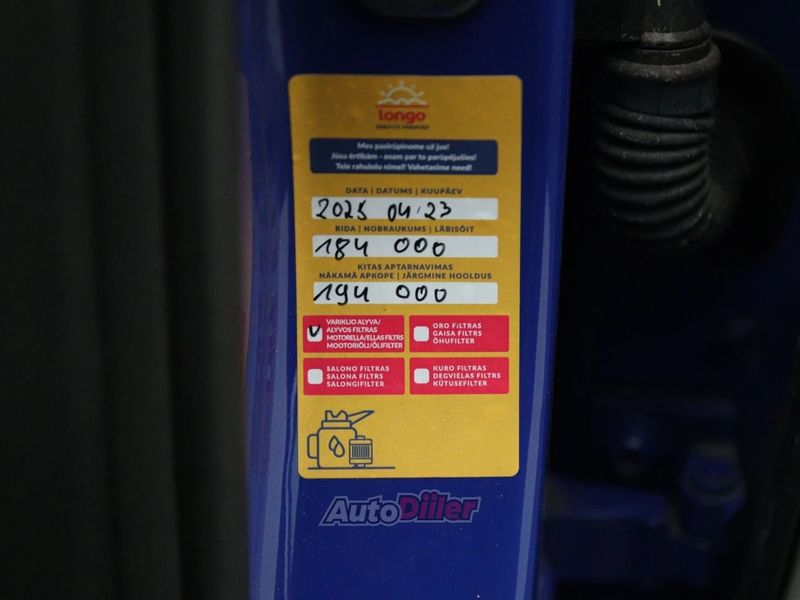 longo
Mes pasirūpinome už jus!
Jūsu ērtībām - esam par to parūpējušies!
Teie rahulolu nimel! Vahetasime need!
DATA | DATUMS | KUUPÄEV
2025 04.23
RIDA | NOBRAUKUMS | LÄBISÕIT
184 000
KITAS APTARNAVIMAS
NĀKAMĀ APKOPE | JÄRGMINE HOOLDUS
194 000
V VARIKLIO ALYVA/
ALYVOS FILTRAS
MOTOREĻĻA/EĻĻAS FILTRS
MOOTORIÕLI/ÕLIFILTER
ORO FILTRAS
GAISA FILTRS
ÕHUFILTER
SALONO FILTRAS
SALONA FILTRS
SALONGIFILTER
KURO FILTRAS
DEGVIELAS FILTRS
KÜTUSEFILTER
AutoDiiler